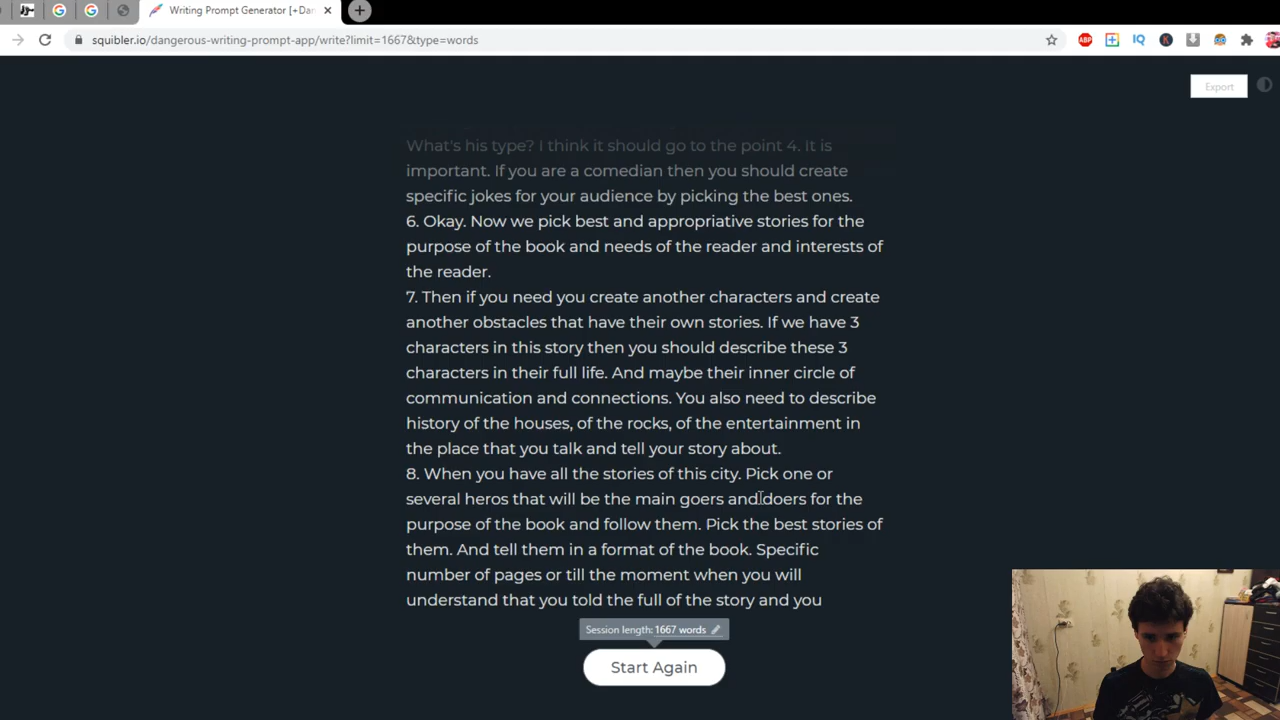 Writing Prompt Generator [+Dan
squibler.io/dangerous-writing-prompt-app/write?limit=1667&type=words
ABP
IQ
K
Export
What's his type? I think it should go to the point 4. It is
important. If you are a comedian then you should create
specific jokes for your audience by picking the best ones.
6. Okay. Now we pick best and appropriative stories for the
purpose of the book and needs of the reader and interests of
the reader.
7. Then if you need you create another characters and create
another obstacles that have their own stories. If we have 3
characters in this story then you should describe these 3
characters in their full life. And maybe their inner circle of
communication and connections. You also need to describe
history of the houses, of the rocks, of the entertainment in
the place that you talk and tell your story about.
8. When you have all the stories of this city. Pick one or
several heros that will be the main goers and doers for the
purpose of the book and follow them. Pick the best stories of
them. And tell them in a format of the book. Specific
number of pages or till the moment when you will
understand that you told the full of the story and you
Session length: 1667 words
Start Again